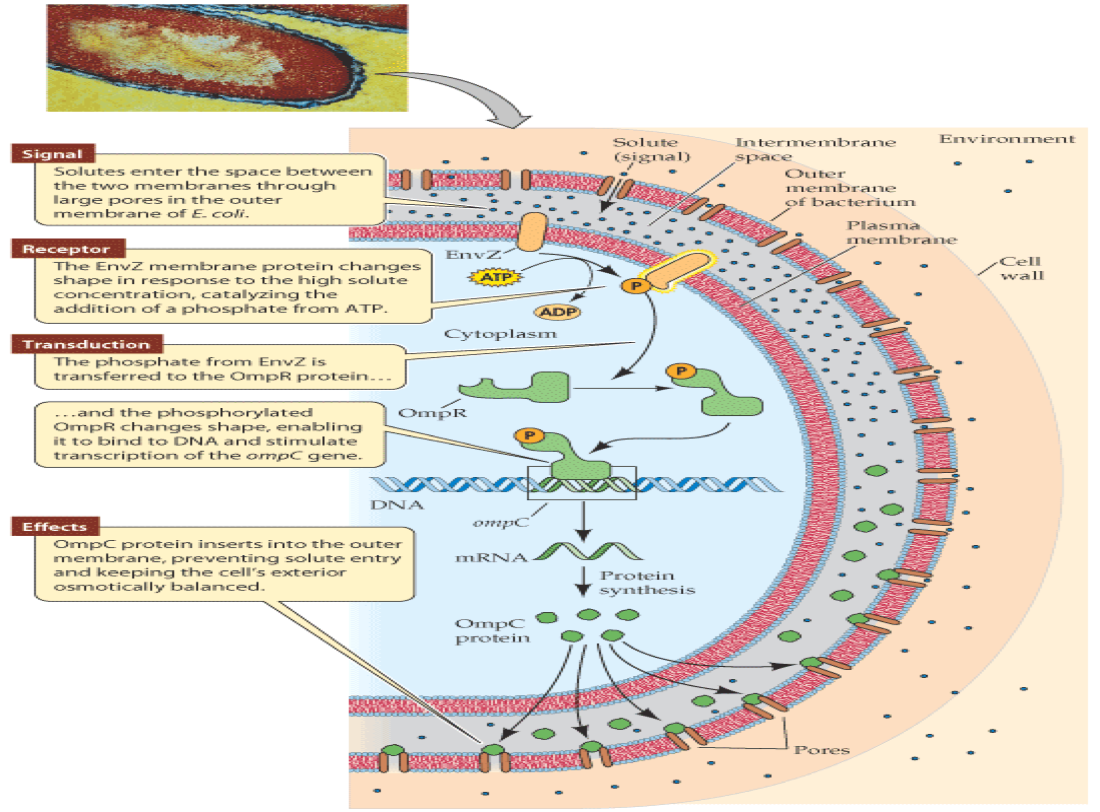 Signal
Solutes enter the space between
the two membranes through
large pores in the outer
membrane of E. coli.
Receptor
The EnvZ membrane protein changes
shape in response to the high solute
concentration, catalyzing the
addition of a phosphate from ATP.
Transduction
The phosphate from EnvZ is
transferred to the OmpR protein…
…and the phosphorylated
OmpR changes shape, enabling
it to bind to DNA and stimulate
transcription of the ompC gene.
Effects
OmpC protein inserts into the outer
membrane, preventing solute entry
and keeping the cell’s exterior
osmotically balanced.
Solute
(signal)
Intermembrane
space
Environment
Outer
membrane
of bacterium
Plasma
membrane
Cell
wall
EnvZ
ATP
P
ADP
Cytoplasm
OmpR
P
P
DNA
ompC
mRNA
Protein
synthesis
OmpC
protein
Pores